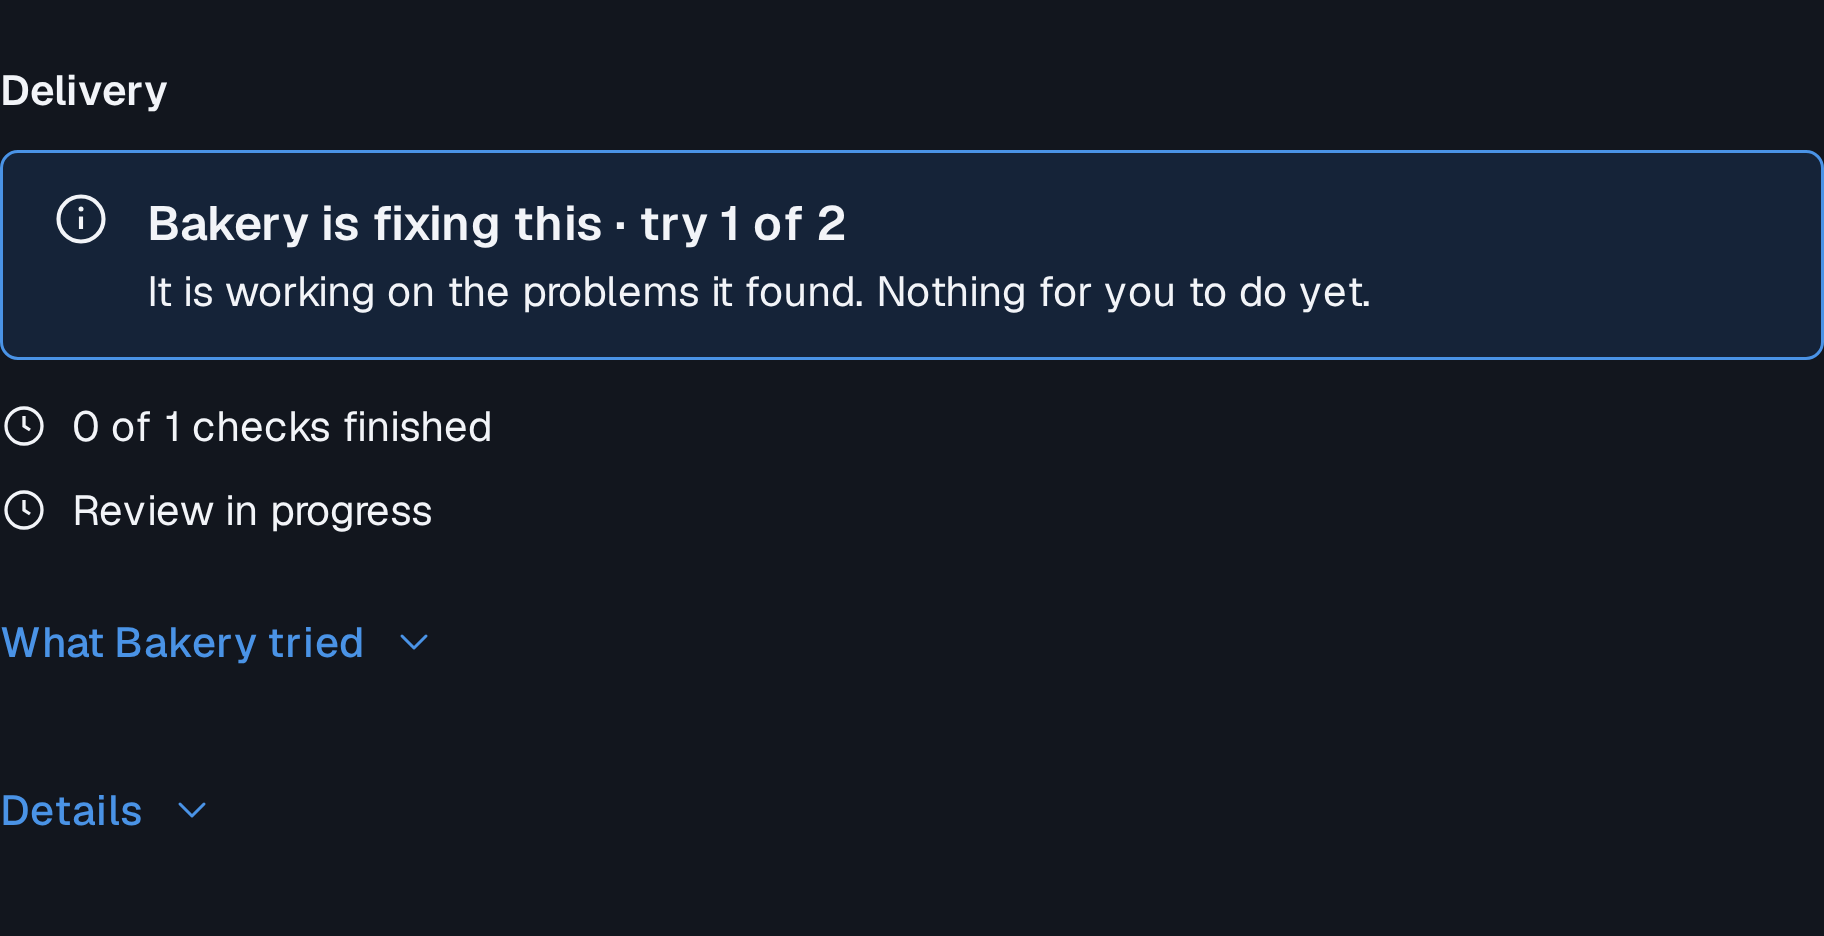 Delivery
Bakery is fixing this · try 1 of 2
It is working on the problems it found. Nothing for you to do yet.
0 of 1 checks finished
Review in progress
What Bakery tried
Details